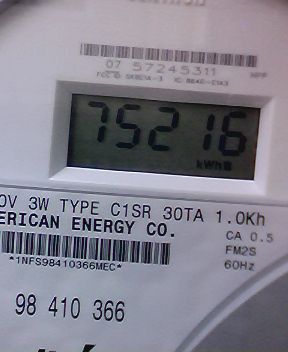 07 57245311
75216
kWh
0V 3W TYPE C1SR 30TA 1.0Kh
ERICAN ENERGY CO.
CA 0.5
FM2S
*1NFS98410366MEC*
60Hz
98 410 366